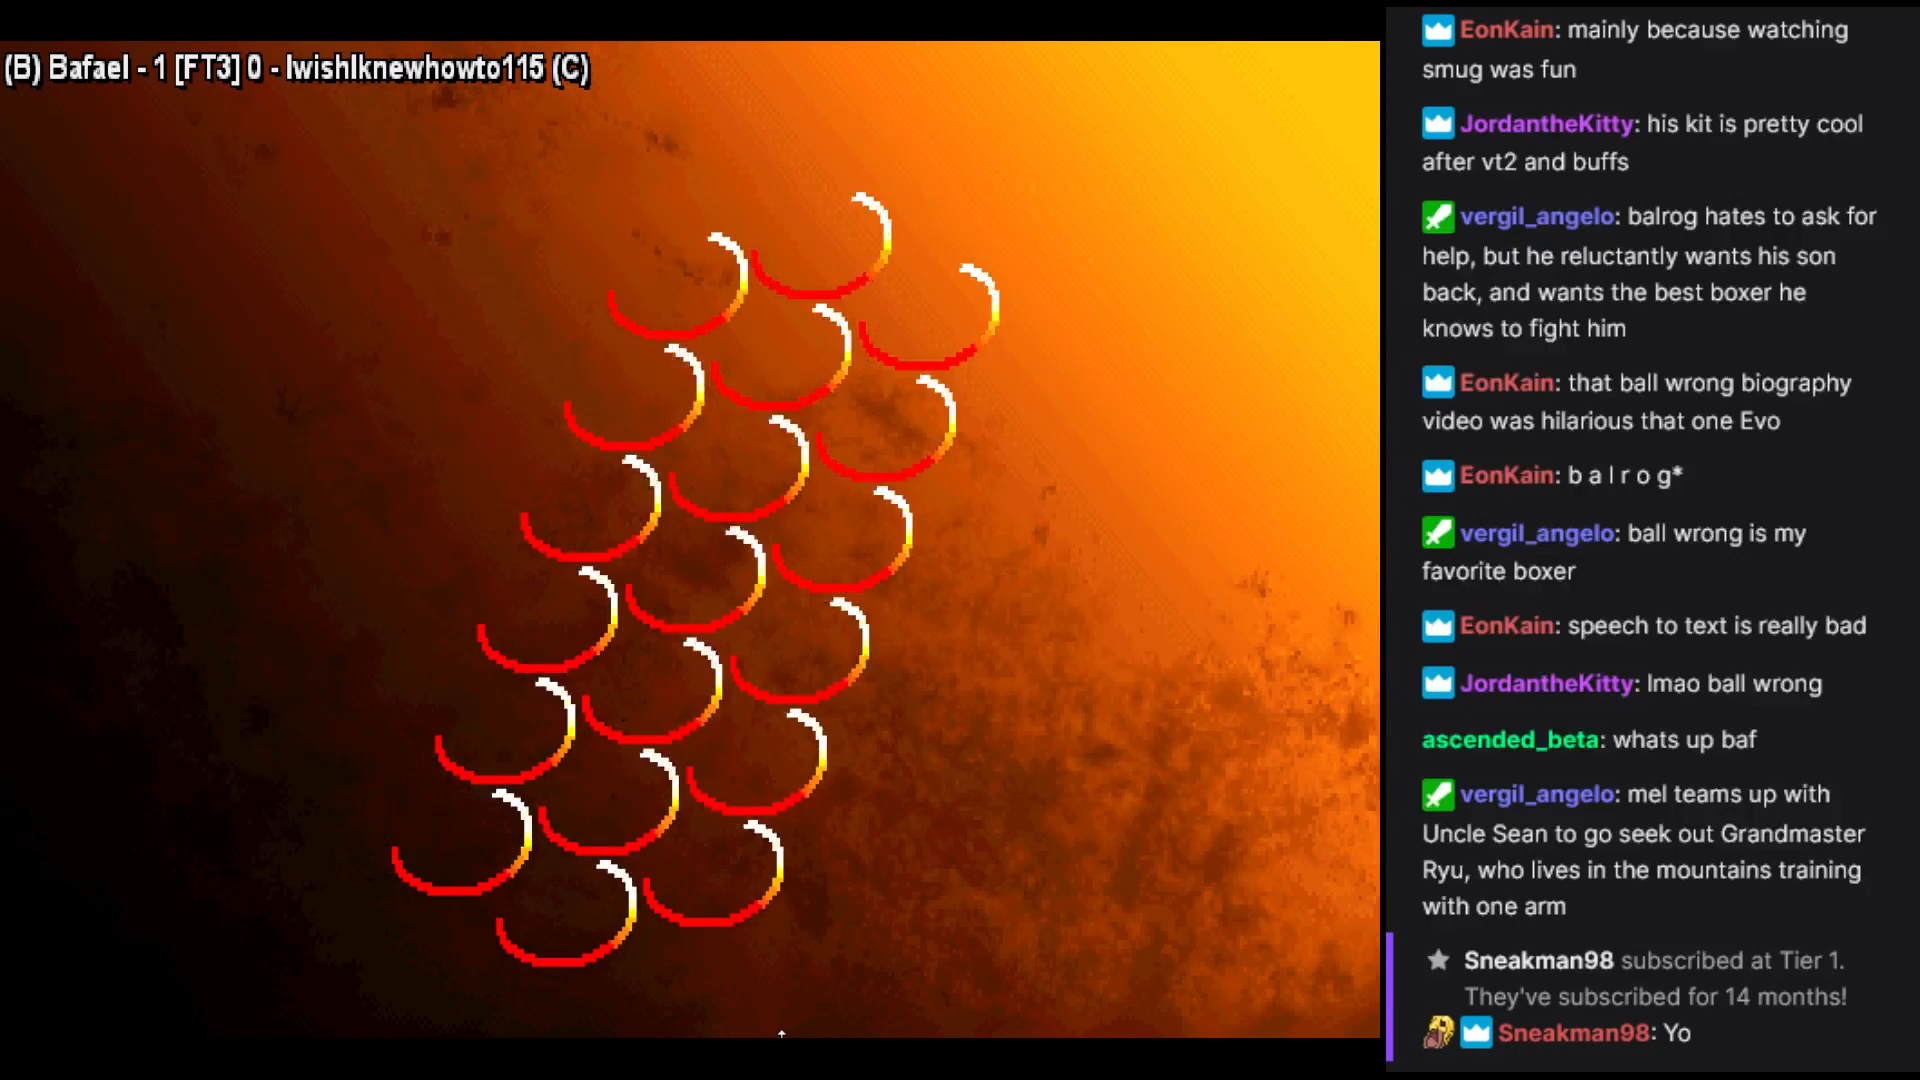 (B) Bafael - 1 [FT3] 0 - IwishIknewhowto115 (C)
EonKain: mainly because watching
smug was fun
JordantheKitty: his kit is pretty cool
after vt2 and buffs
vergil_angelo: balrog hates to ask for
help, but he reluctantly wants his son
back, and wants the best boxer he
knows to fight him
EonKain: that ball wrong biography
video was hilarious that one Evo
EonKain: b a l r o g*
vergil_angelo: ball wrong is my
favorite boxer
EonKain: speech to text is really bad
JordantheKitty: lmao ball wrong
ascended_beta: whats up baf
vergil_angelo: mel teams up with
Uncle Sean to go seek out Grandmaster
Ryu, who lives in the mountains training
with one arm
Sneakman98 subscribed at Tier 1.
They've subscribed for 14 months!
Sneakman98: Yo